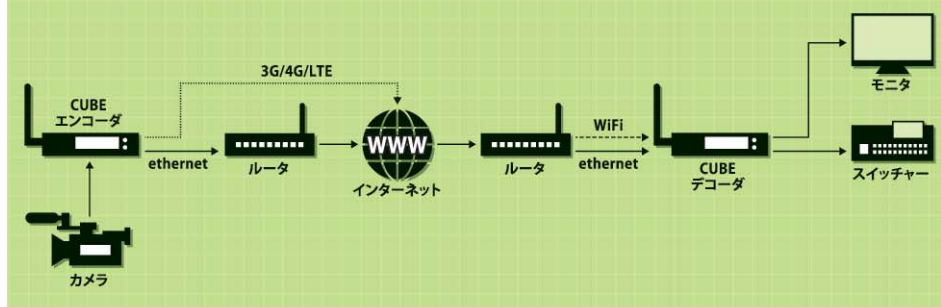 3G/4G/LTE
CUBE
エンコーダ
ethernet
ルータ
WWW
インターネット
ルータ
WiFi
ethernet
CUBE
デコーダ
モニタ
スイッチャー
カメラ